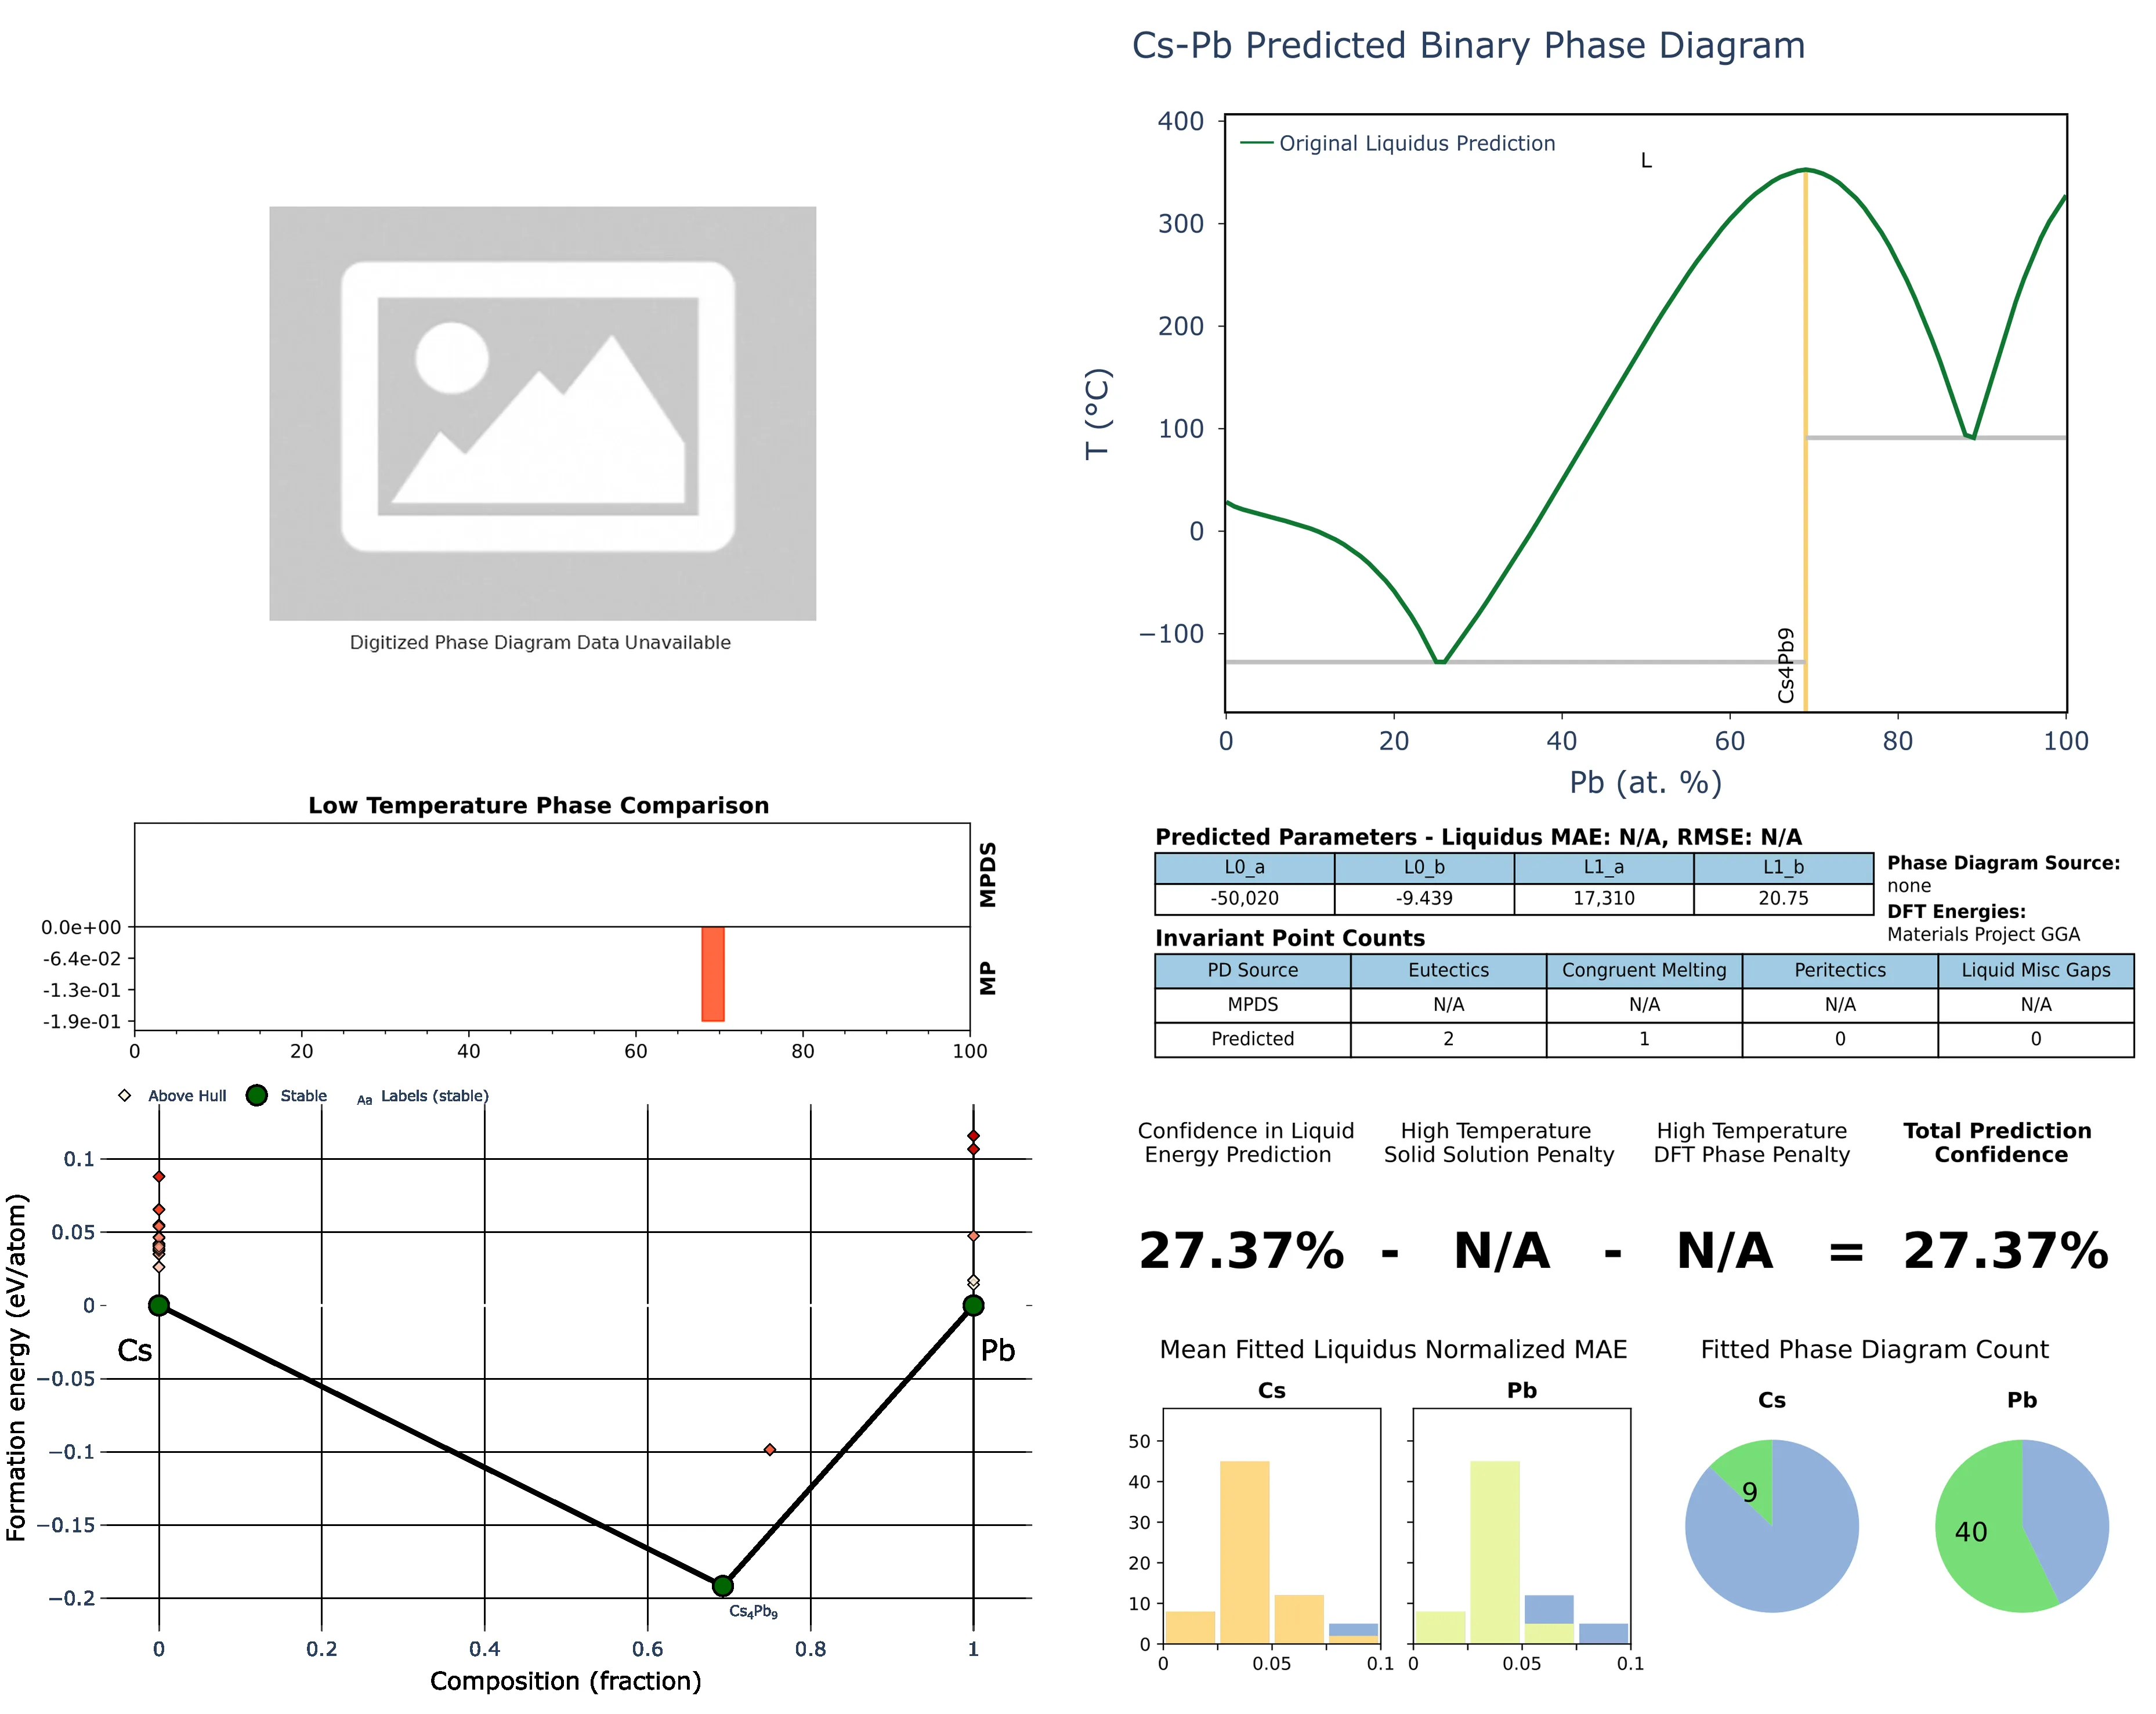 Cs-Pb Predicted Binary Phase Diagram
400
300
200
100
0
−100
T (°C)
Original Liquidus Prediction
L
Cs4Pb9
0 20 40 60 80 100
Pb (at. %)
Digitized Phase Diagram Data Unavailable
Low Temperature Phase Comparison
MPDS
MP
0.0e+00
-6.4e-02
-1.3e-01
-1.9e-01
0 20 40 60 80 100
Predicted Parameters - Liquidus MAE: N/A, RMSE: N/A
L0_a L0_b L1_a L1_b
-50,020 -9.439 17,310 20.75
Phase Diagram Source:
none
DFT Energies:
Materials Project GGA
Invariant Point Counts
PD Source Eutectics Congruent Melting Peritectics Liquid Misc Gaps
MPDS N/A N/A N/A N/A
Predicted 2 1 0 0
Above Hull Stable Aa Labels (stable)
0.1
0.05
0
−0.05
−0.1
−0.15
−0.2
Formation energy (eV/atom)
Cs
Pb
Cs₄Pb₉
0 0.2 0.4 0.6 0.8 1
Composition (fraction)
Confidence in Liquid
Energy Prediction
High Temperature
Solid Solution Penalty
High Temperature
DFT Phase Penalty
Total Prediction
Confidence
27.37% - N/A - N/A = 27.37%
Mean Fitted Liquidus Normalized MAE
Cs
Pb
50
40
30
20
10
0
0 0.05 0.1
0 0.05 0.1
Fitted Phase Diagram Count
Cs
Pb
9
40